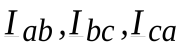 I_ab, I_bc, I_ca